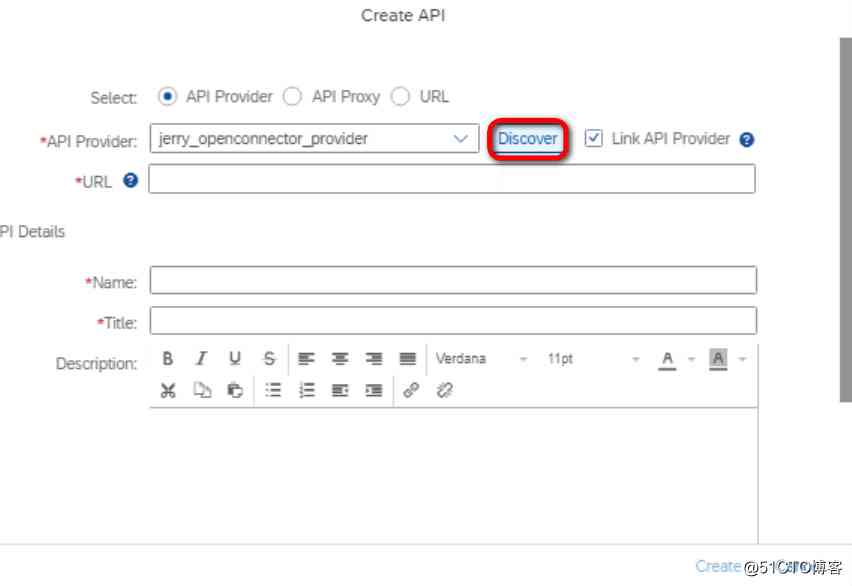 Create API
Select: API Provider API Proxy URL
*API Provider: jerry_openconnector_provider Discover Link API Provider ?
*URL ?
PI Details
*Name:
*Title:
Description: B I U S Verdana 11pt A A
Create @51CTO博客